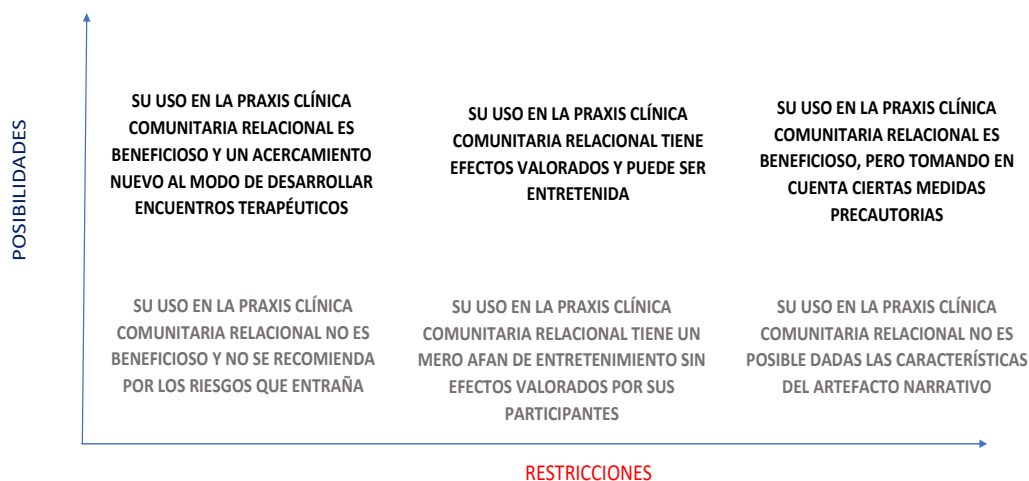 POSIBILIDADES
SU USO EN LA PRAXIS CLÍNICA
COMUNITARIA RELACIONAL ES
BENEFICIOSO Y UN ACERCAMIENTO
NUEVO AL MODO DE DESARROLLAR
ENCUENTROS TERAPÉUTICOS
SU USO EN LA PRAXIS CLÍNICA
COMUNITARIA RELACIONAL TIENE
EFECTOS VALORADOS Y PUEDE SER
ENTRETENIDA
SU USO EN LA PRAXIS CLÍNICA
COMUNITARIA RELACIONAL ES
BENEFICIOSO, PERO TOMANDO EN
CUENTA CIERTAS MEDIDAS
PRECAUTORIAS
SU USO EN LA PRAXIS CLÍNICA
COMUNITARIA RELACIONAL NO ES
BENEFICIOSO Y NO SE RECOMIENDA
POR LOS RIESGOS QUE ENTRAÑA
SU USO EN LA PRAXIS CLÍNICA
COMUNITARIA RELACIONAL TIENE UN
MERO AFAN DE ENTRETENIMIENTO SIN
EFECTOS VALORADOS POR SUS
PARTICIPANTES
SU USO EN LA PRAXIS CLÍNICA
COMUNITARIA RELACIONAL NO ES
POSIBLE DADAS LAS CARACTERÍSTICAS
DEL ARTEFACTO NARRATIVO
RESTRICCIONES